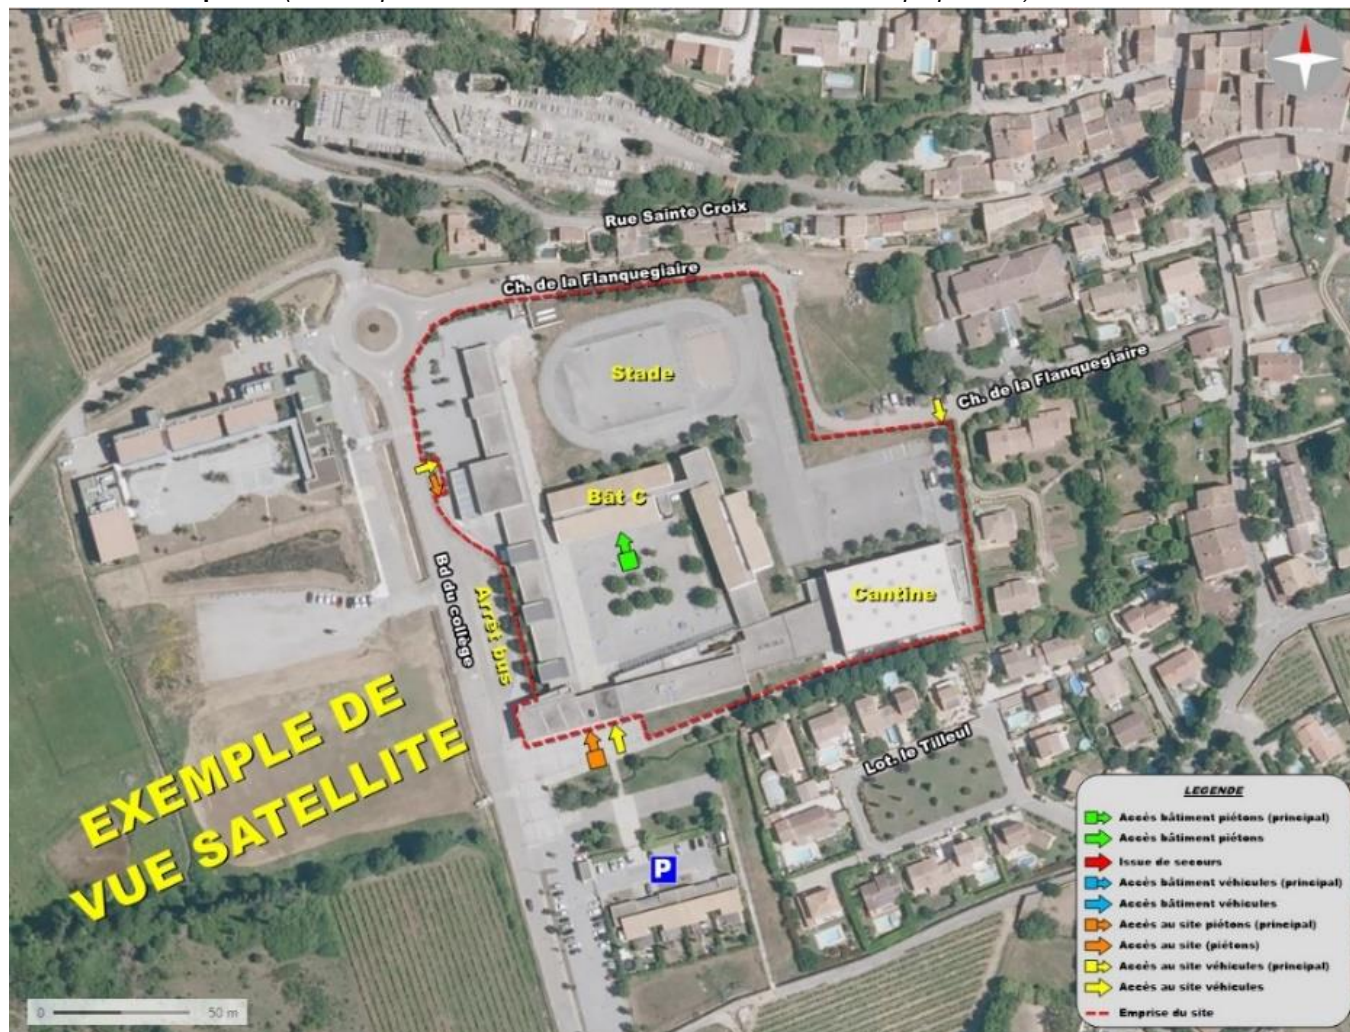 Rue Sainte Croix
Ch. de la Flanquegiaire
Stade
Ch. de la Flanquegiaire
Bât C
Cantine
Bd du collège
Arrêt bus
EXEMPLE DE
VUE SATELLITE
Lot. le Tilleul
P
LEGENDE
Accès bâtiment piétons (principal)
Accès bâtiment piétons
Issue de secours
Accès bâtiment véhicules (principal)
Accès bâtiment véhicules
Accès au site piétons (principal)
Accès au site (piétons)
Accès au site véhicules (principal)
Accès au site véhicules
Emprise du site
0 50 m